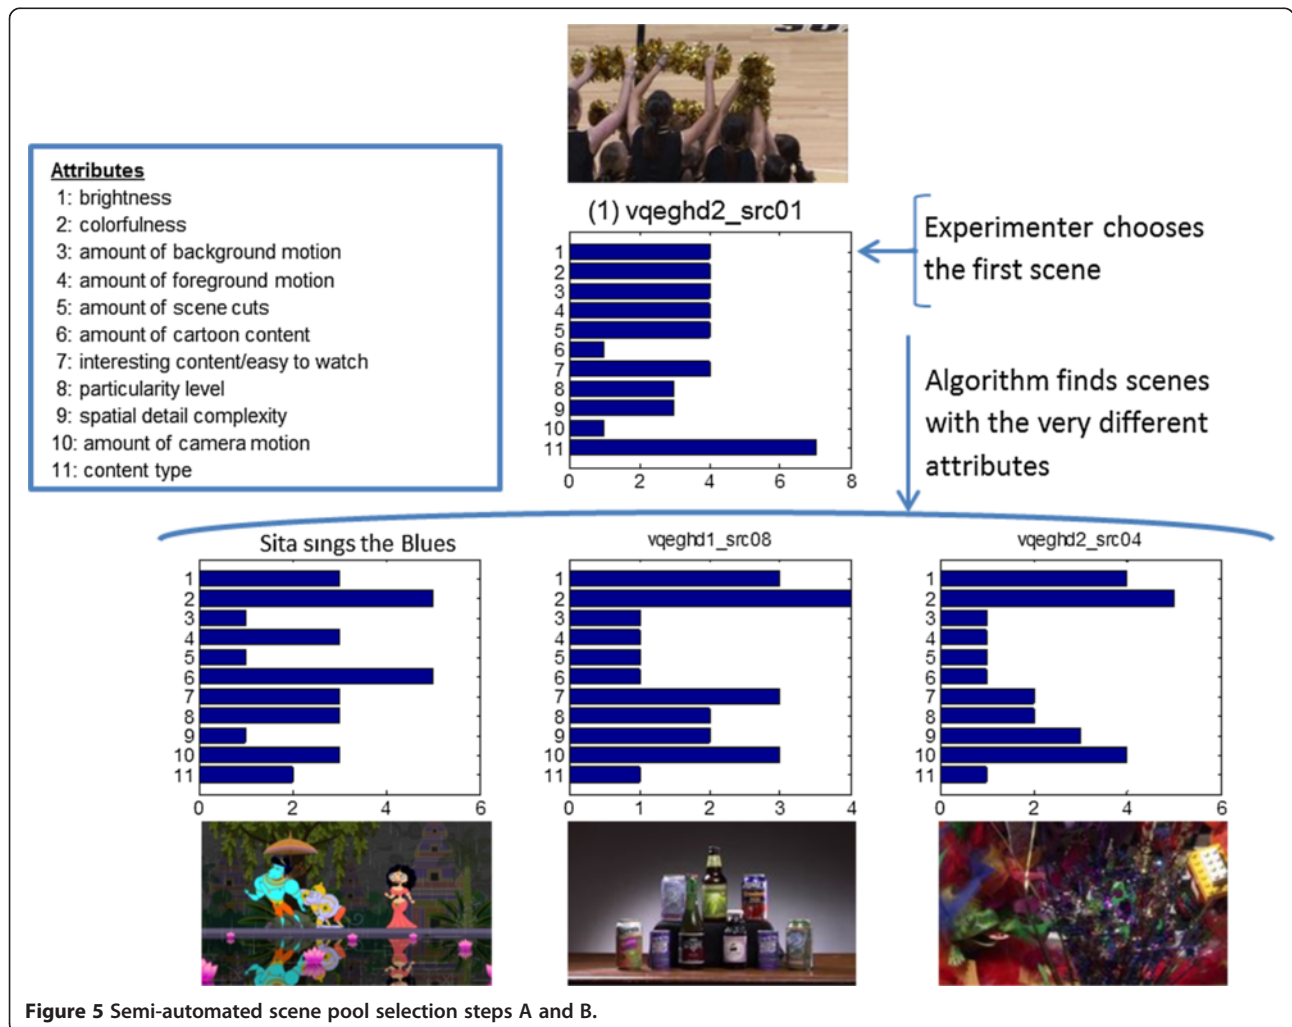 (1) vqeghd2_src01
Attributes
1: brightness
2: colorfulness
3: amount of background motion
4: amount of foreground motion
5: amount of scene cuts
6: amount of cartoon content
7: interesting content/easy to watch
8: particularity level
9: spatial detail complexity
10: amount of camera motion
11: content type
1
2
3
4
5
6
7
8
9
10
11
0 2 4 6 8
Experimenter chooses
the first scene
Algorithm finds scenes
with the very different
attributes
Sita sings the Blues
1
2
3
4
5
6
7
8
9
10
11
0 2 4 6
vqeghd1_src08
1
2
3
4
5
6
7
8
9
10
11
0 1 2 3 4
vqeghd2_src04
1
2
3
4
5
6
7
8
9
10
11
0 2 4 6
Figure 5 Semi-automated scene pool selection steps A and B.